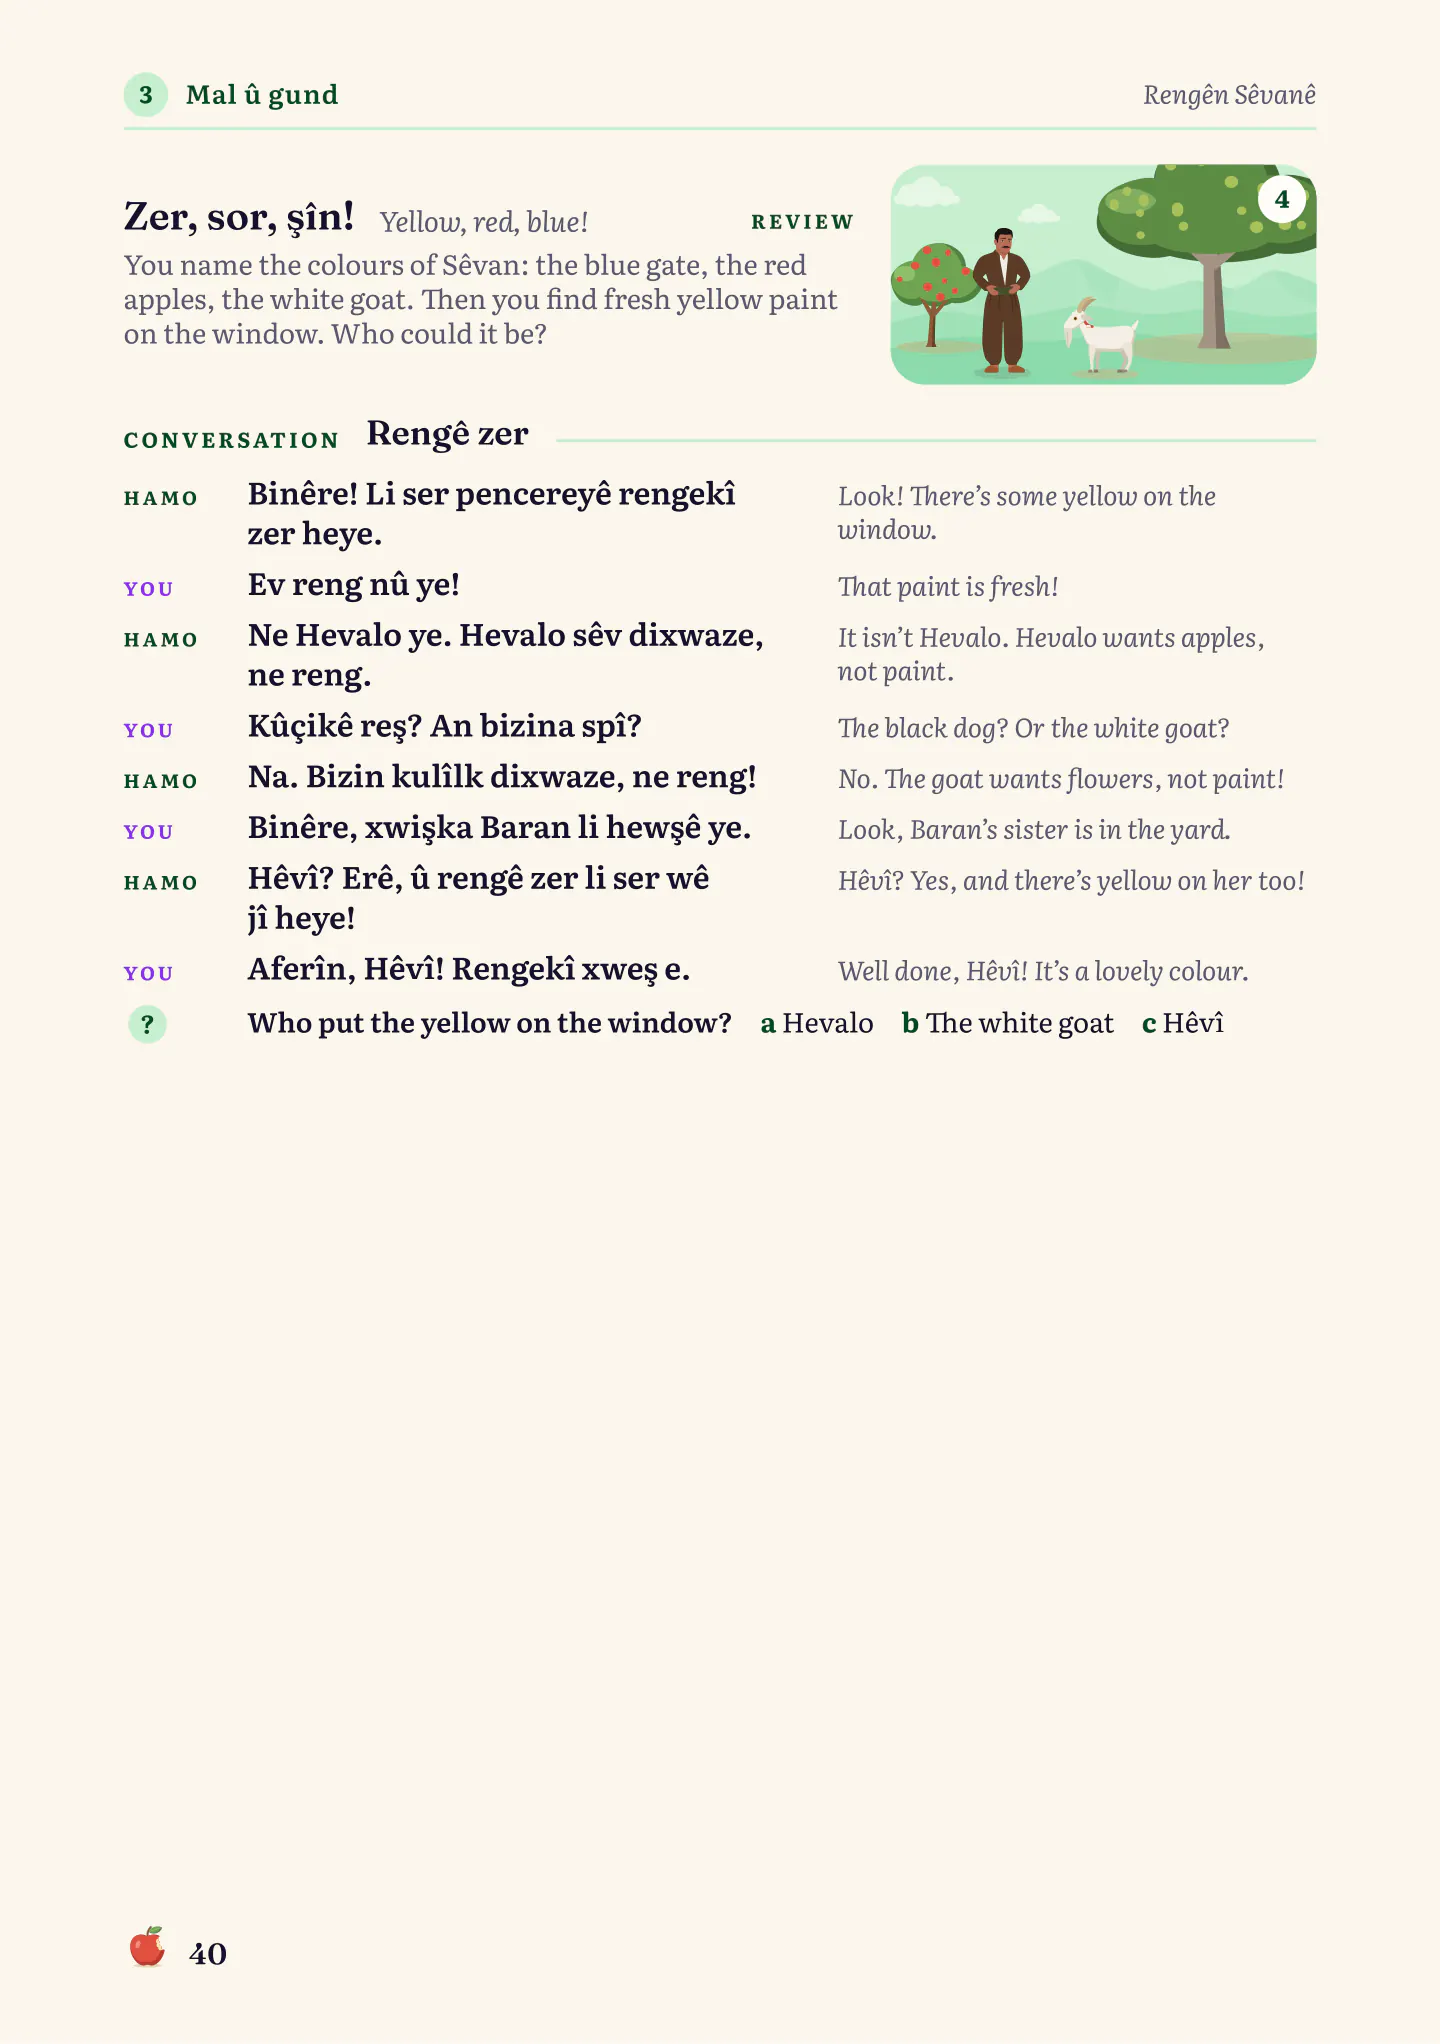 3 Mal û gund
Rengên Sêvanê
Zer, sor, şîn! Yellow, red, blue! REVIEW
4
You name the colours of Sêvan: the blue gate, the red
apples, the white goat. Then you find fresh yellow paint
on the window. Who could it be?
CONVERSATION Rengê zer
HAMO Binêre! Li ser pencereyê rengekî
zer heye.
Look! There’s some yellow on the
window.
YOU Ev reng nû ye! That paint is fresh!
HAMO Ne Hevalo ye. Hevalo sêv dixwaze,
ne reng.
It isn’t Hevalo. Hevalo wants apples,
not paint.
YOU Kûçikê reş? An bizina spî? The black dog? Or the white goat?
HAMO Na. Bizin kulîlk dixwaze, ne reng! No. The goat wants flowers, not paint!
YOU Binêre, xwişka Baran li hewşê ye. Look, Baran’s sister is in the yard.
HAMO Hêvî? Erê, û rengê zer li ser wê
jî heye!
Hêvî? Yes, and there’s yellow on her too!
YOU Aferîn, Hêvî! Rengekî xweş e. Well done, Hêvî! It’s a lovely colour.
? Who put the yellow on the window? a Hevalo b The white goat c Hêvî
40